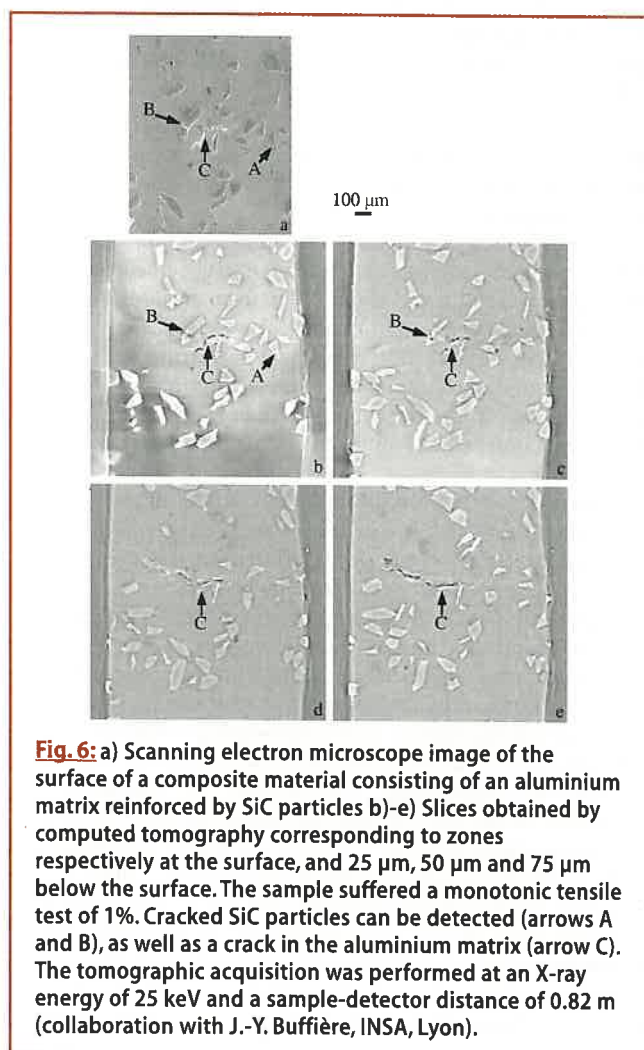 B
C
A
a
100 µm
B
C
A
b
B
C
c
C
d
C
e
Fig. 6: a) Scanning electron microscope image of the
surface of a composite material consisting of an aluminium
matrix reinforced by SiC particles b)-e) Slices obtained by
computed tomography corresponding to zones
respectively at the surface, and 25 µm, 50 µm and 75 µm
below the surface. The sample suffered a monotonic tensile
test of 1%. Cracked SiC particles can be detected (arrows A
and B), as well as a crack in the aluminium matrix (arrow C).
The tomographic acquisition was performed at an X-ray
energy of 25 keV and a sample-detector distance of 0.82 m
(collaboration with J.-Y. Buffière, INSA, Lyon).